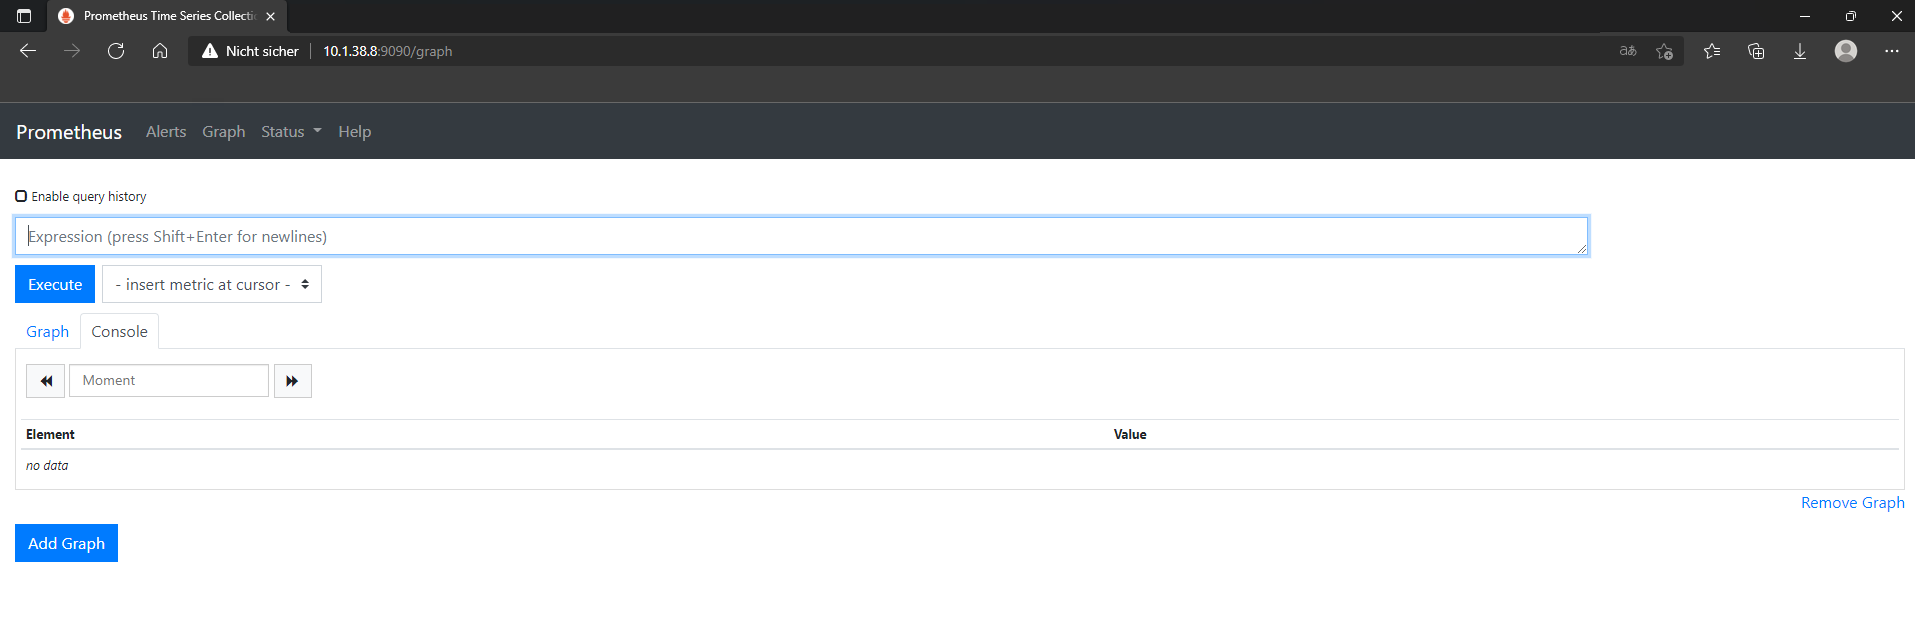 Prometheus Time Series Collecti
Nicht sicher 10.1.38.8:9090/graph
Prometheus Alerts Graph Status Help
Enable query history
Expression (press Shift+Enter for newlines)
Execute - insert metric at cursor -
Graph Console
Moment
Element Value
no data
Remove Graph
Add Graph